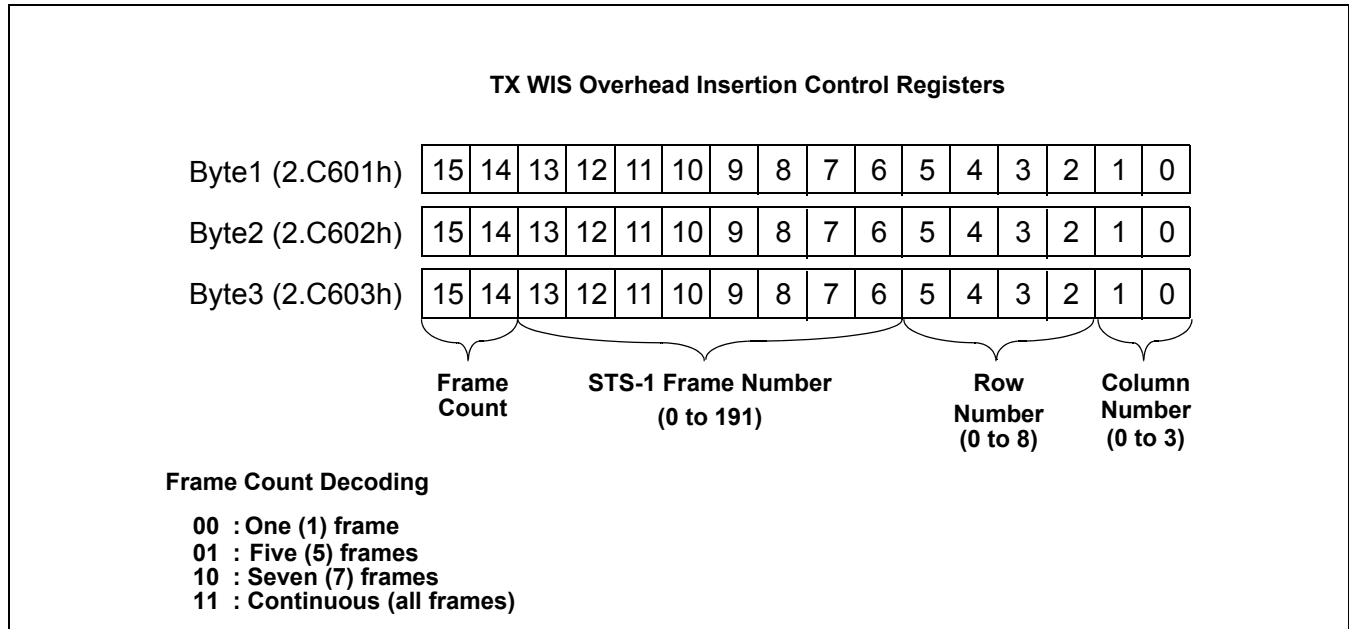 TX WIS Overhead Insertion Control Registers
Byte1 (2.C601h) 15 14 13 12 11 10 9 8 7 6 5 4 3 2 1 0
Byte2 (2.C602h) 15 14 13 12 11 10 9 8 7 6 5 4 3 2 1 0
Byte3 (2.C603h) 15 14 13 12 11 10 9 8 7 6 5 4 3 2 1 0
Frame
Count
STS-1 Frame Number
(0 to 191)
Row
Number
(0 to 8)
Column
Number
(0 to 3)
Frame Count Decoding
00 : One (1) frame
01 : Five (5) frames
10 : Seven (7) frames
11 : Continuous (all frames)